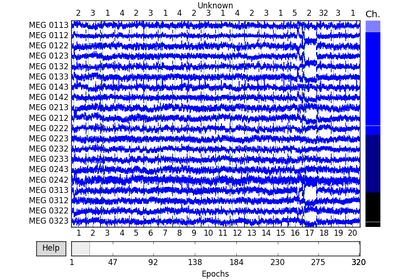 Unknown
2 3 1 4 2 3 1 4 2 3 1 4 2 3 1 5 2 32 3 1
Ch.
MEG 0113
MEG 0112
MEG 0122
MEG 0123
MEG 0132
MEG 0133
MEG 0143
MEG 0142
MEG 0213
MEG 0212
MEG 0222
MEG 0223
MEG 0232
MEG 0233
MEG 0243
MEG 0242
MEG 0313
MEG 0312
MEG 0322
MEG 0323
1 2 3 4 5 6 7 8 9 10 11 12 13 14 15 16 17 18 19 20
Help
1 47 92 138 184 230 275 320
Epochs